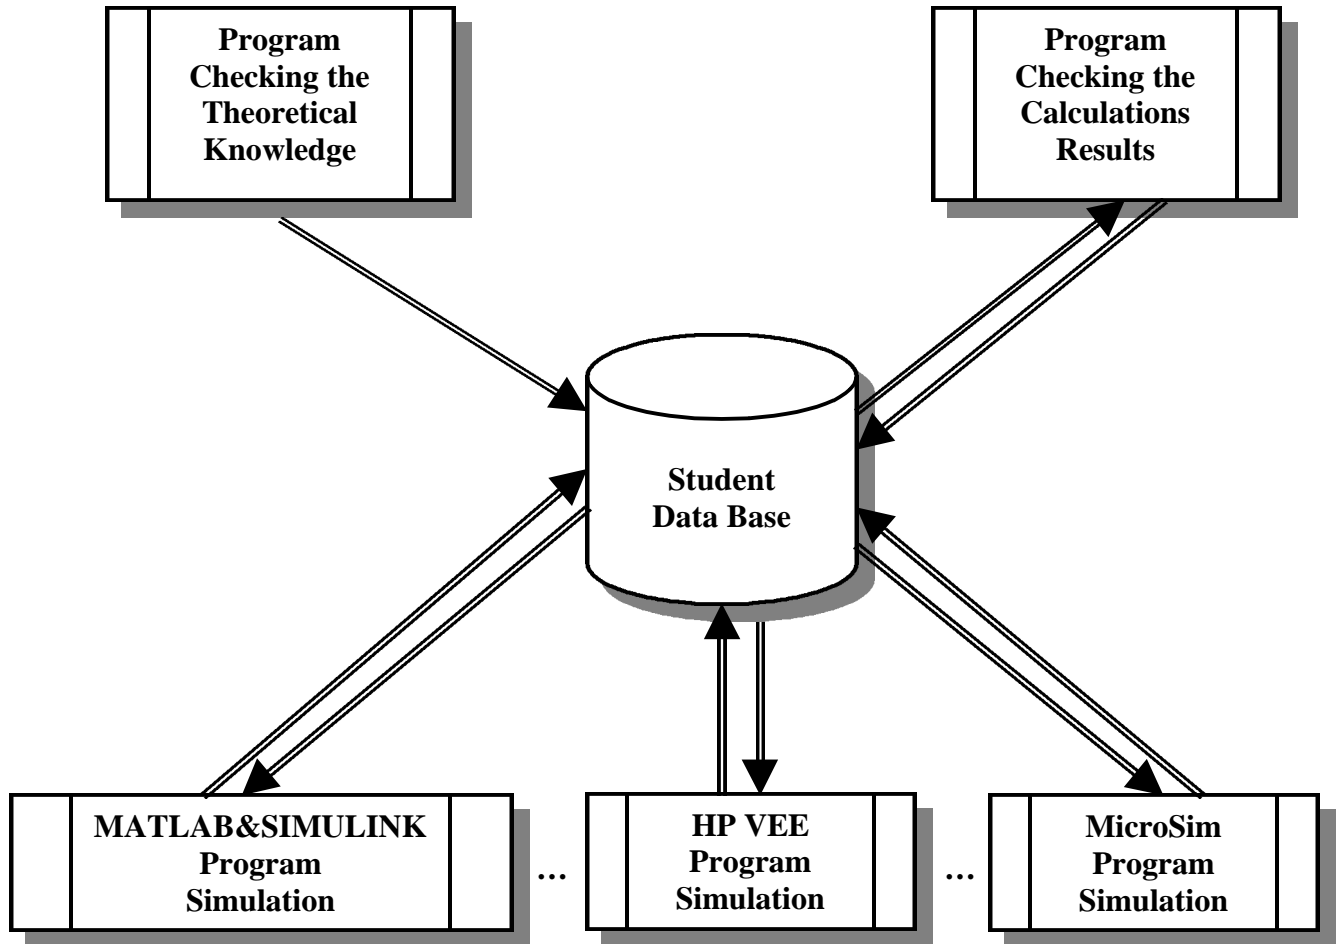 Program
Checking the
Theoretical
Knowledge
Program
Checking the
Calculations
Results
Student
Data Base
MATLAB&SIMULINK
Program
Simulation
...
HP VEE
Program
Simulation
...
MicroSim
Program
Simulation